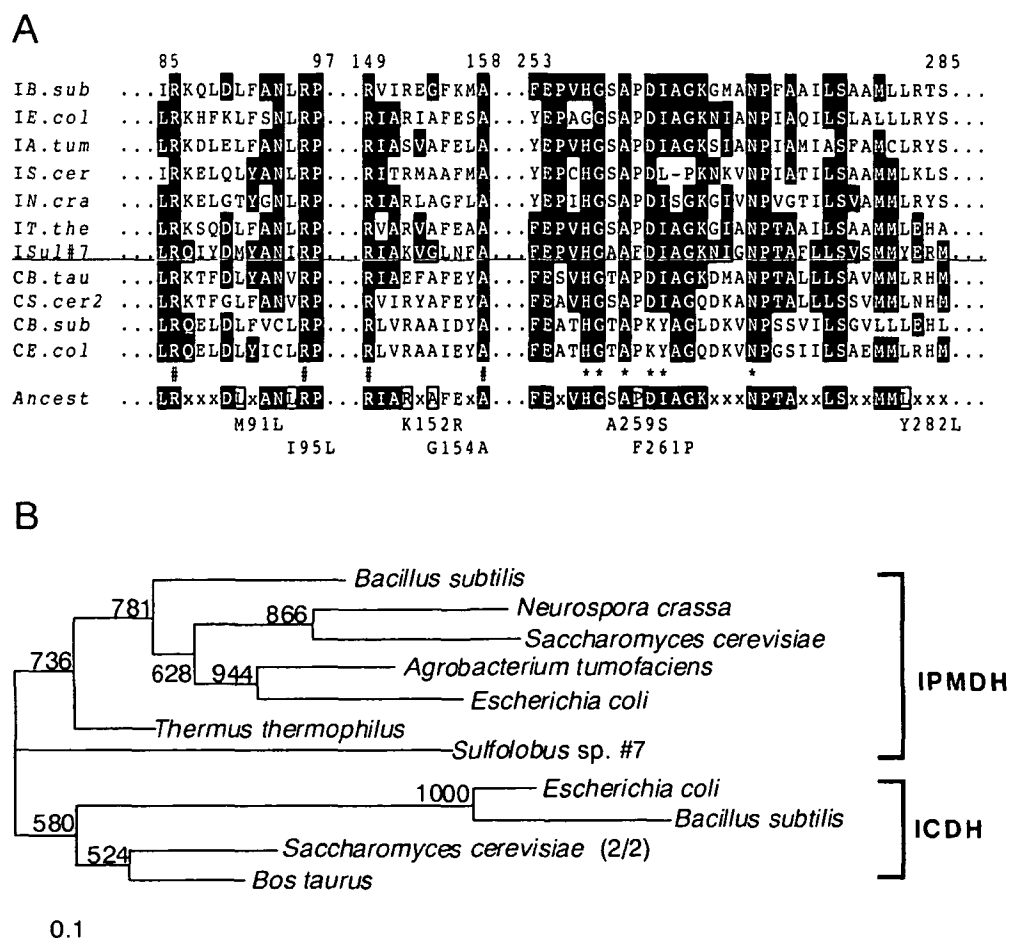 A
85 97 149 158 253 285
IB.sub ...IRKQLDLFANLRP...RVIREGFKMA...FEPVHGSAPDIAGKGMANPFAAILSAAMLLRTS...
IE.col ...LRKHFKLFSNLRP...RIARIAFESA...YEPAGGSAPDIAGKNIANPIAQILSLALLLRYS...
IA.tum ...LRKDLELFANLRP...RIASVAFELA...YEPVHGSAPDIAGKSIANPIAMIASFAMCLRYS...
IS.cer ...IRKELQLYANLRP...RITRMAAFMA...YEPCHGSAPDL-PKNKVNPIATILSAAMMLKLS...
IN.cra ...LRKELGTYGNLRP...RIARLAGFLA...YEPIHGSAPDISGKGIVNPVGTILSVAMMLRYS...
IT.the ...LRKSQDLFANLRP...RVARVAFEAA...FEPVHGSAPDIAGKGIANPTAAILSAAMMLEHA...
ISul#7 ...LRQIYDMYANIRP...RIAKVGLNFA...FEPVHGAAFDIAGKNIGNPTAFLLSVSMMYERM...
CB.tau ...LRKTFDLYANVRP...RIAEFAFEYA...FESVHGTAPDIAGKDMANPTALLLSAVMMLRHM...
CS.cer2 ...LRKTFGLFANVRP...RVIRYAFEYA...FEAVHGSAPDIAGQDKANPTALLLSSVMMLNHM...
CB.sub ...LRQELDLFVCLRP...RLVRAAIDYA...FEATHGTAPKYAGLDKVNPSSVILSGVLLLEHL...
CE.col ...LRQELDLYICLRP...RLVRAAIEYA...FEATHGTAPKYAGQDKVNPGSIILSAEMMLRHM...
# # # # ** * ** *
Ancest ...LRxxxDLxANLRP...RIARxAFExA...FExVHGSAPDIAGKxxxNPTAxxLSxxMMLxxx...
M91L K152R A259S Y282L
I95L G154A F261P
B
Bacillus subtilis
781
866 Neurospora crassa
Saccharomyces cerevisiae
736
628 944 Agrobacterium tumofaciens
Escherichia coli
IPMDH
Thermus thermophilus
Sulfolobus sp. #7
1000 Escherichia coli
Bacillus subtilis
580
ICDH
524 Saccharomyces cerevisiae (2/2)
Bos taurus
0.1